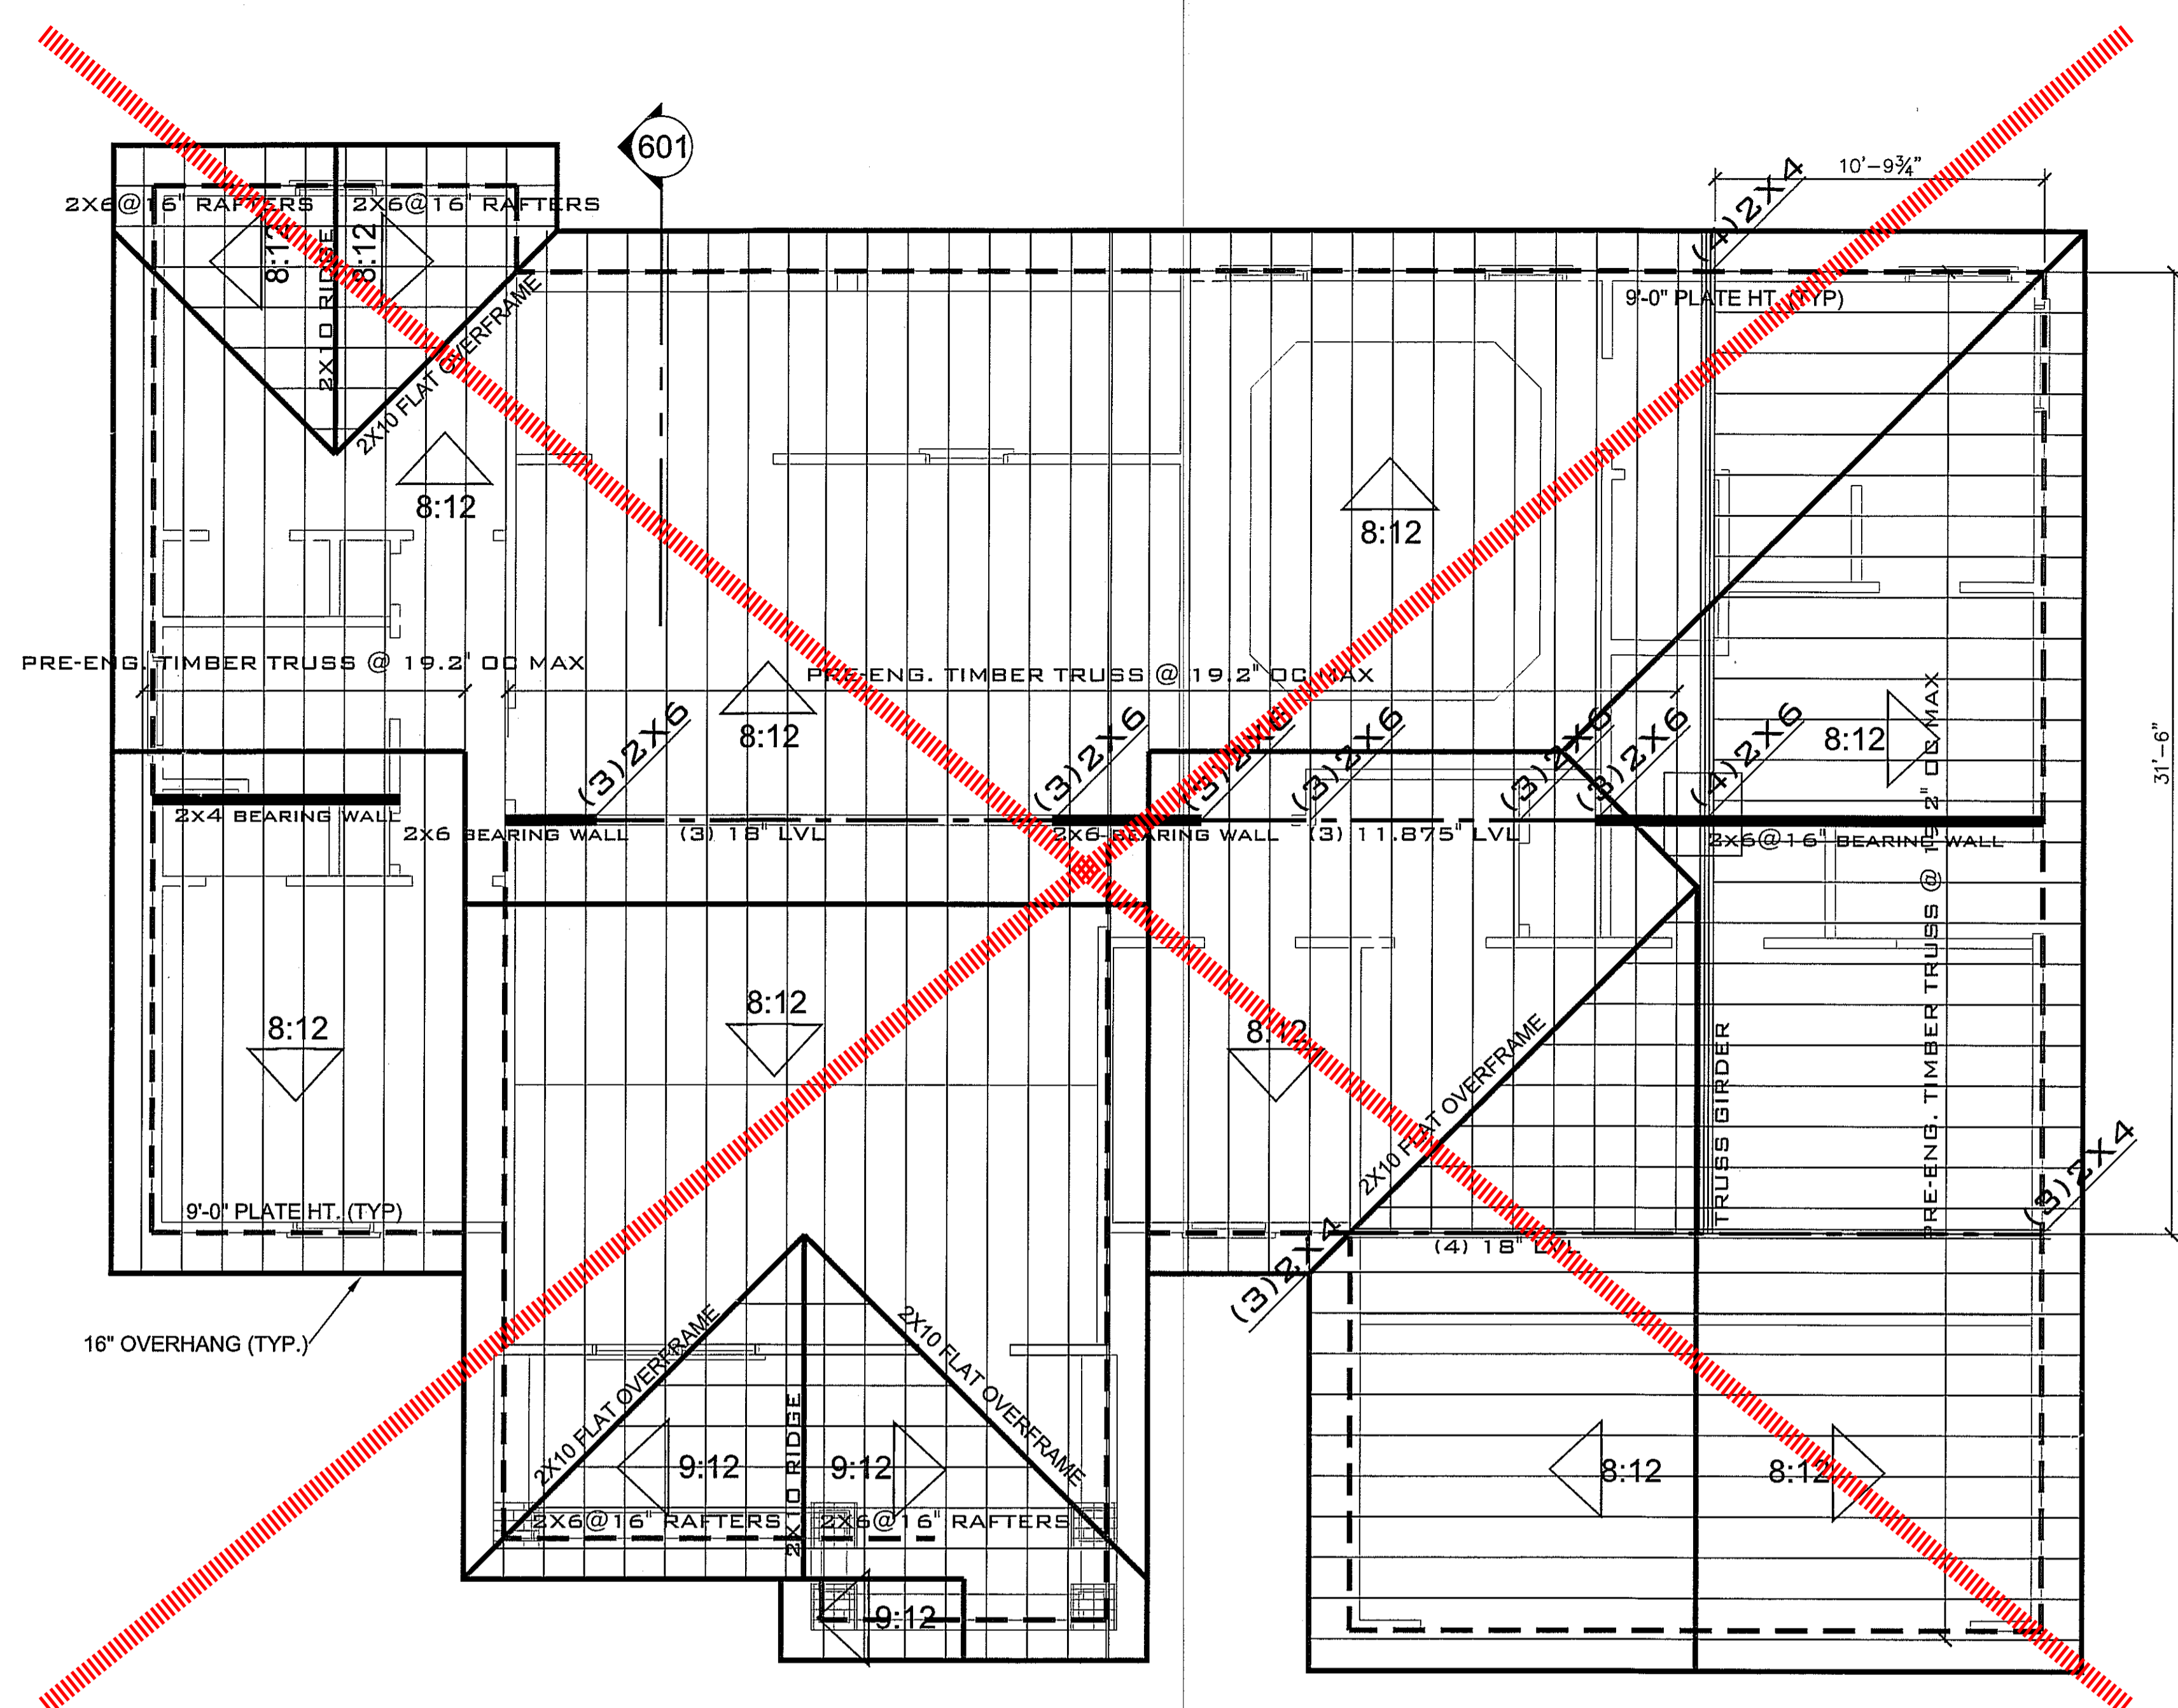 601
10'-9¾"
(4)2X4
2X6@16" RAFTERS
2X6@16" RAFTERS
8:12
8:12
2X10 RIDGE
2X10 FLAT OVERFRAME
9'-0" PLATE HT. (TYP)
8:12
8:12
PRE-ENG. TIMBER TRUSS @ 19.2" OC MAX
PRE-ENG. TIMBER TRUSS @ 19.2" OC MAX
8:12
8:12
31'-6"
(3)2X6
(3)2X6
(3)2X6
(3)2X6
(3)2X6
(3)2X6
(4)2X6
2X4 BEARING WALL
2X6 BEARING WALL
(3) 18" LVL
2X6 BEARING WALL
(3) 11.875" LVL
2X6@16" BEARING WALL
PRE-ENG. TIMBER TRUSS @ 19.2" OC MAX
8:12
8:12
8:12
2X10 FLAT OVERFRAME
TRUSS GIRDER
(3)2X4
9'-0" PLATE HT. (TYP)
(4) 18" LVL
(3)2X4
16" OVERHANG (TYP.)
2X10 FLAT OVERFRAME
2X10 FLAT OVERFRAME
2X10 RIDGE
9:12
9:12
8:12
8:12
2X6@16" RAFTERS
2X6@16" RAFTERS
9:12